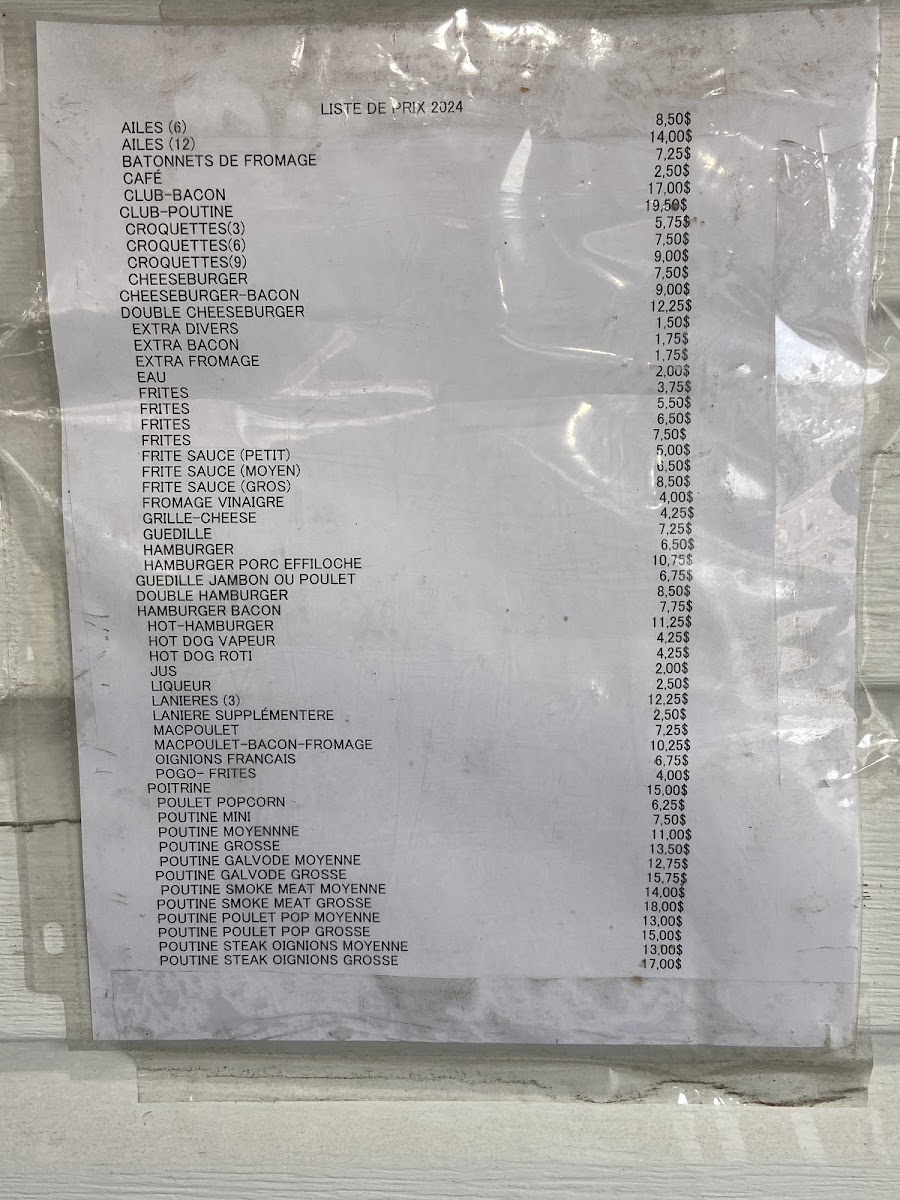 LISTE DE PRIX 2024
AILES (6) 8,50$
AILES (12) 14,00$
BATONNETS DE FROMAGE 7,25$
CAFÉ 2,50$
CLUB-BACON 17,00$
CLUB-POUTINE 19,50$
CROQUETTES(3) 5,75$
CROQUETTES(6) 7,50$
CROQUETTES(9) 9,00$
CHEESEBURGER 7,50$
CHEESEBURGER-BACON 9,00$
DOUBLE CHEESEBURGER 12,25$
EXTRA DIVERS 1,50$
EXTRA BACON 1,75$
EXTRA FROMAGE 1,75$
EAU 2,00$
FRITES 3,75$
FRITES 5,50$
FRITES 6,50$
FRITES 7,50$
FRITE SAUCE (PETIT) 5,00$
FRITE SAUCE (MOYEN) 6,50$
FRITE SAUCE (GROS) 8,50$
FROMAGE VINAIGRE 4,00$
GRILLE-CHEESE 4,25$
GUEDILLE 7,25$
HAMBURGER 6,50$
HAMBURGER PORC EFFILOCHE 10,75$
GUEDILLE JAMBON OU POULET 6,75$
DOUBLE HAMBURGER 8,50$
HAMBURGER BACON 7,75$
HOT-HAMBURGER 11,25$
HOT DOG VAPEUR 4,25$
HOT DOG ROTI 4,25$
JUS 2,00$
LIQUEUR 2,50$
LANIERES (3) 12,25$
LANIERE SUPPLÉMENTERE 2,50$
MACPOULET 7,25$
MACPOULET-BACON-FROMAGE 10,25$
OIGNIONS FRANCAIS 6,75$
POGO- FRITES 4,00$
POITRINE 15,00$
POULET POPCORN 6,25$
POUTINE MINI 7,50$
POUTINE MOYENNNE 11,00$
POUTINE GROSSE 13,50$
POUTINE GALVODE MOYENNE 12,75$
POUTINE GALVODE GROSSE 15,75$
POUTINE SMOKE MEAT MOYENNE 14,00$
POUTINE SMOKE MEAT GROSSE 18,00$
POUTINE POULET POP MOYENNE 13,00$
POUTINE POULET POP GROSSE 15,00$
POUTINE STEAK OIGNIONS MOYENNE 13,00$
POUTINE STEAK OIGNIONS GROSSE 17,00$